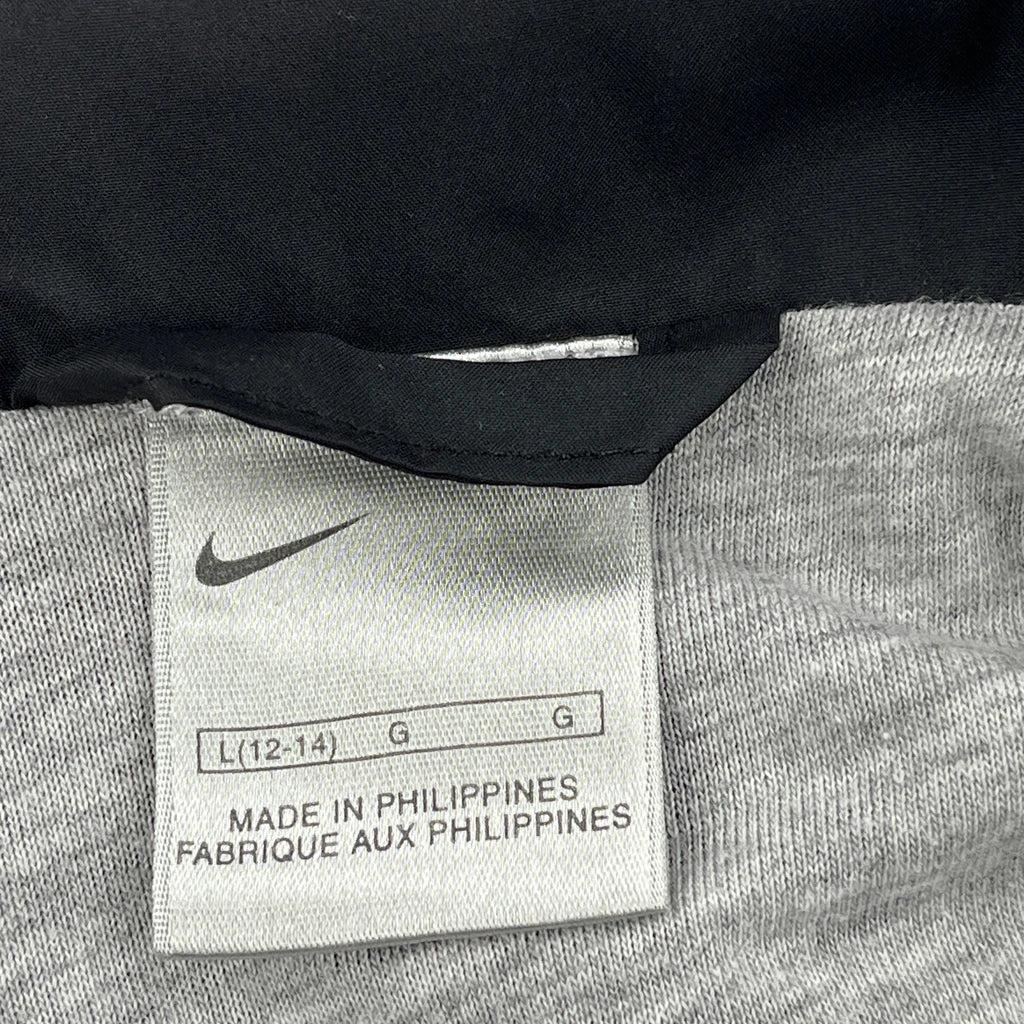 L(12-14) G G
MADE IN PHILIPPINES
FABRIQUE AUX PHILIPPINES